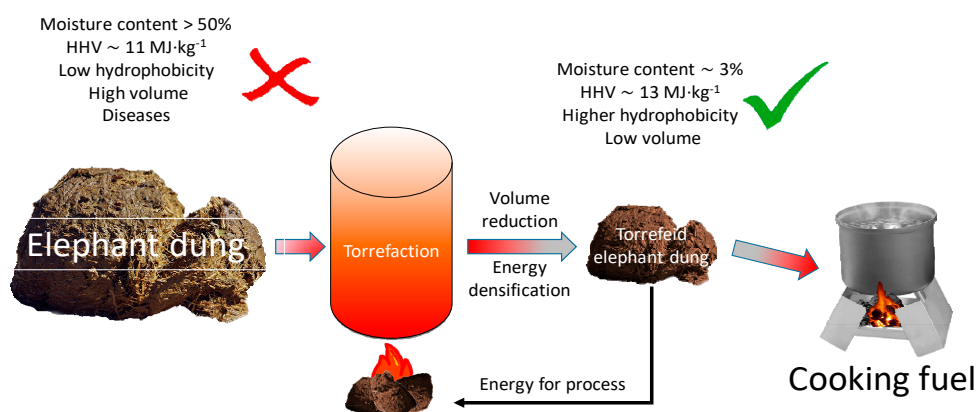 Moisture content > 50%
HHV ~ 11 MJ·kg⁻¹
Low hydrophobicity
High volume
Diseases
Moisture content ~ 3%
HHV ~ 13 MJ·kg⁻¹
Higher hydrophobicity
Low volume
Elephant dung
Torrefaction
Volume
reduction
Energy
densification
Torrefeid
elephant dung
Energy for process
Cooking fuel